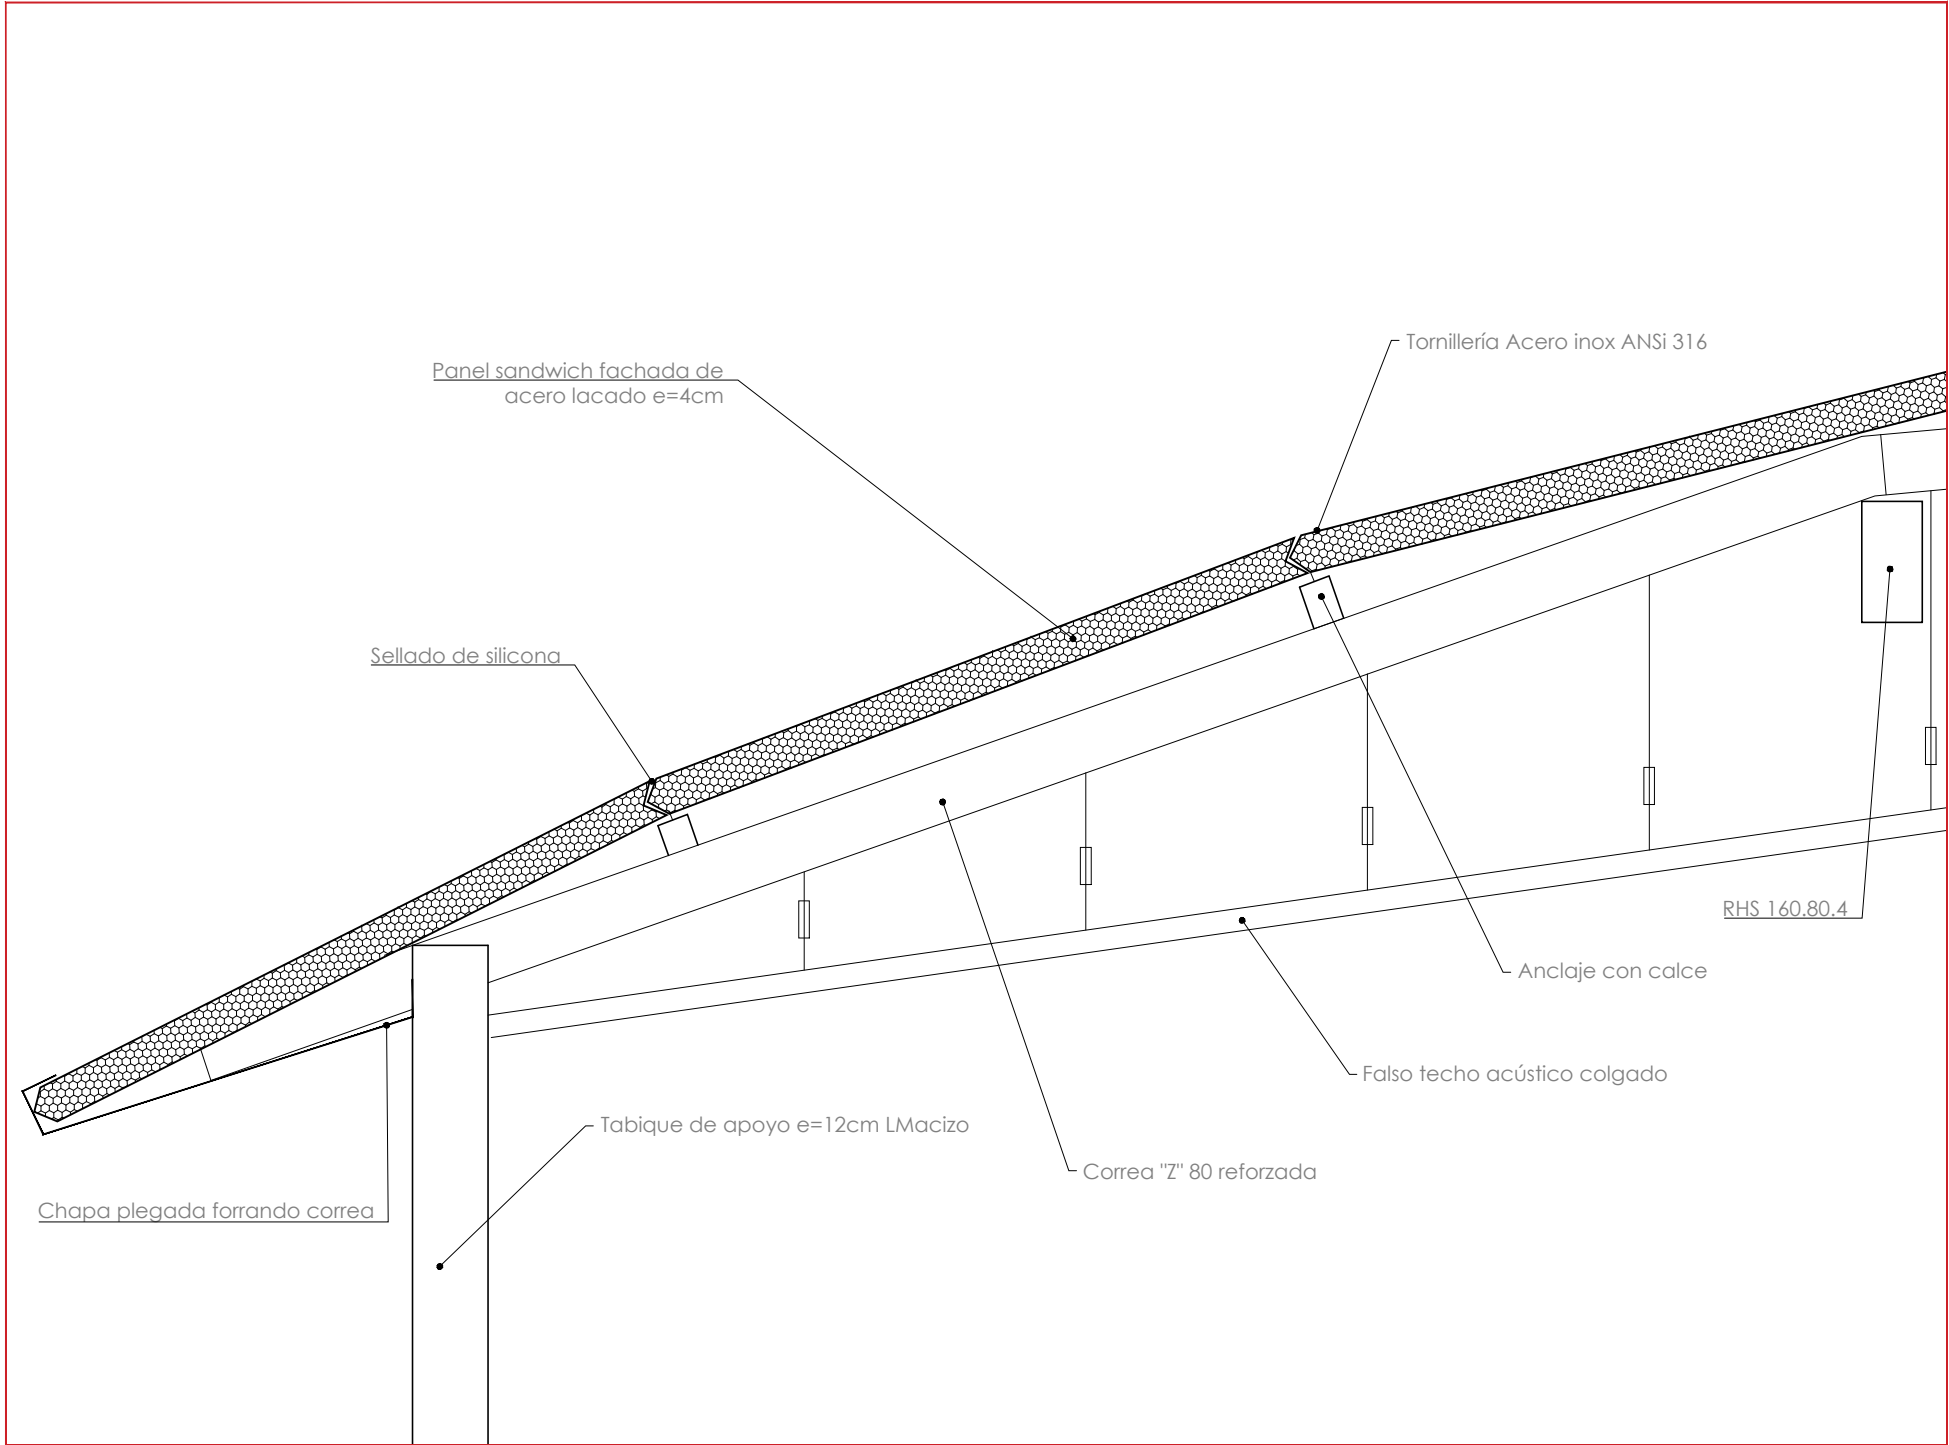 Tornillería Acero inox ANSi 316
Panel sandwich fachada de
acero lacado e=4cm
Sellado de silicona
RHS 160.80.4
Anclaje con calce
Falso techo acústico colgado
Tabique de apoyo e=12cm LMacizo
Correa "Z" 80 reforzada
Chapa plegada forrando correa